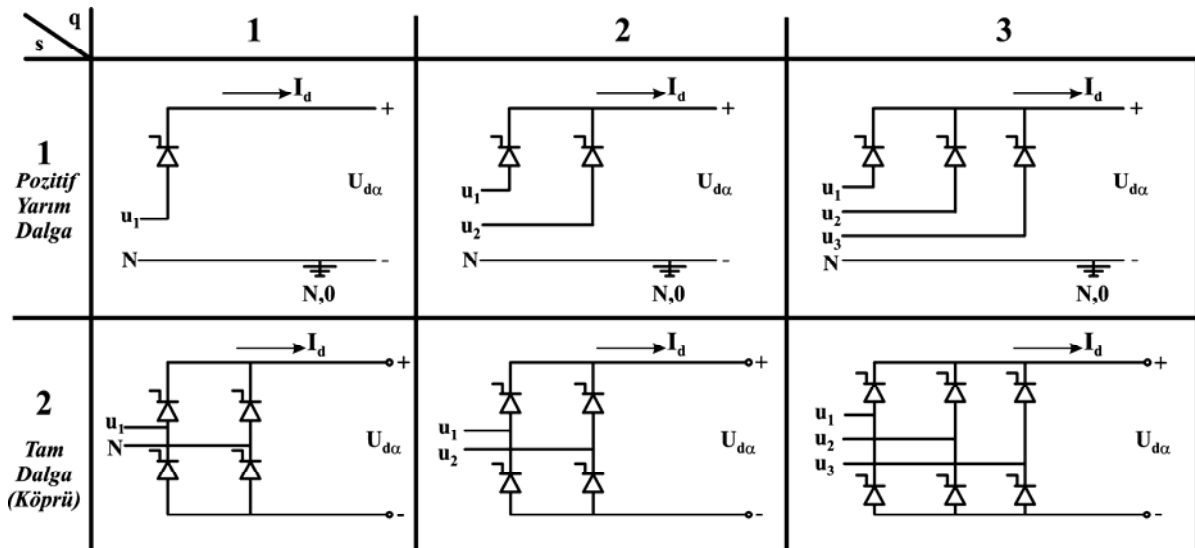 q
s
1
2
3
1
Pozitif
Yarım
Dalga
I_d
+
u_1
U_dα
N
-
N,0
I_d
+
u_1
U_dα
u_2
N
-
N,0
I_d
+
u_1
U_dα
u_2
u_3
N
-
N,0
2
Tam
Dalga
(Köprü)
I_d
+
u_1
N
U_dα
-
I_d
+
u_1
u_2
U_dα
-
I_d
+
u_1
u_2
U_dα
u_3
-